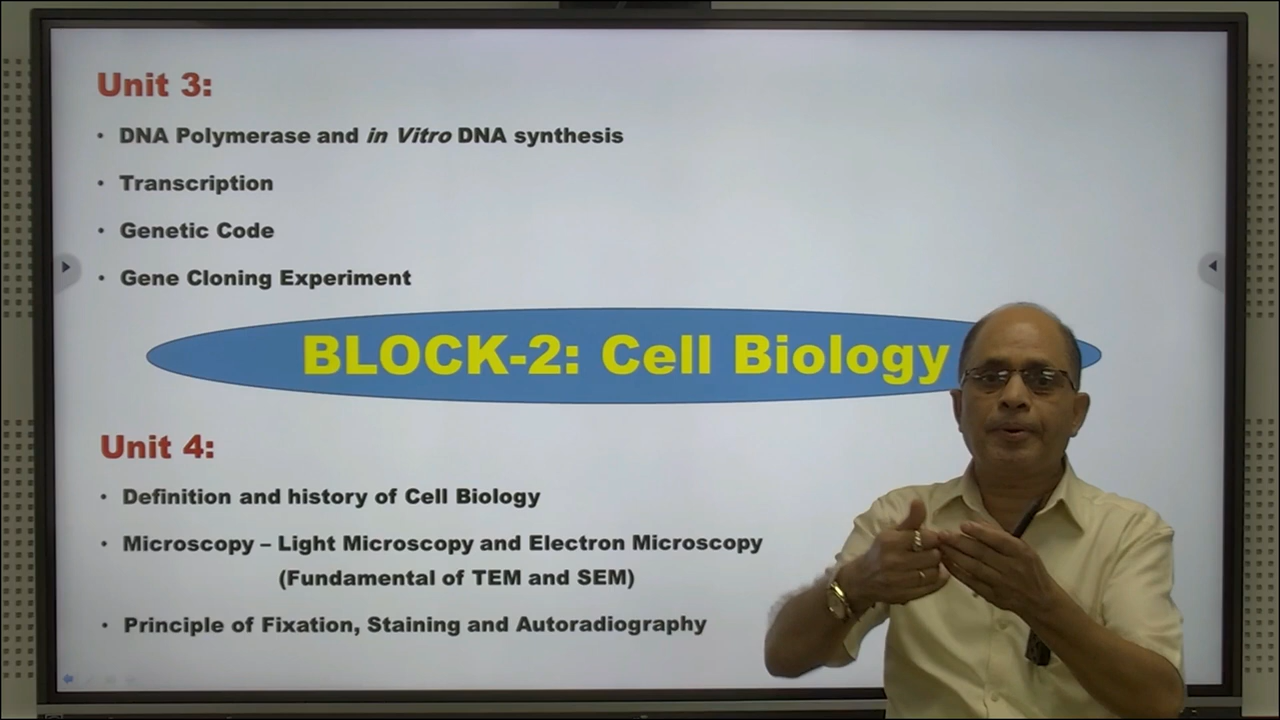 Unit 3:
• DNA Polymerase and in Vitro DNA synthesis
• Transcription
• Genetic Code
• Gene Cloning Experiment
BLOCK-2: Cell Biology
Unit 4:
• Definition and history of Cell Biology
• Microscopy – Light Microscopy and Electron Microscopy
(Fundamental of TEM and SEM)
• Principle of Fixation, Staining and Autoradiography